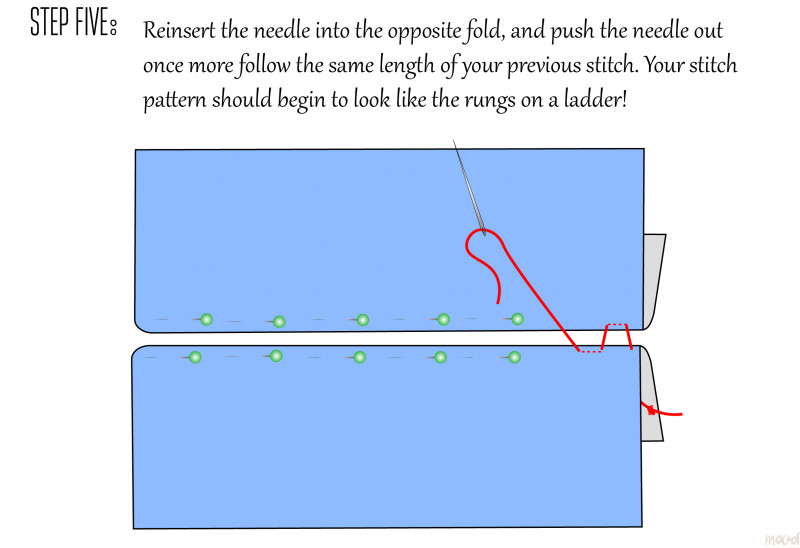 STEP FIVE:
Reinsert the needle into the opposite fold, and push the needle out
once more follow the same length of your previous stitch. Your stitch
pattern should begin to look like the rungs on a ladder!